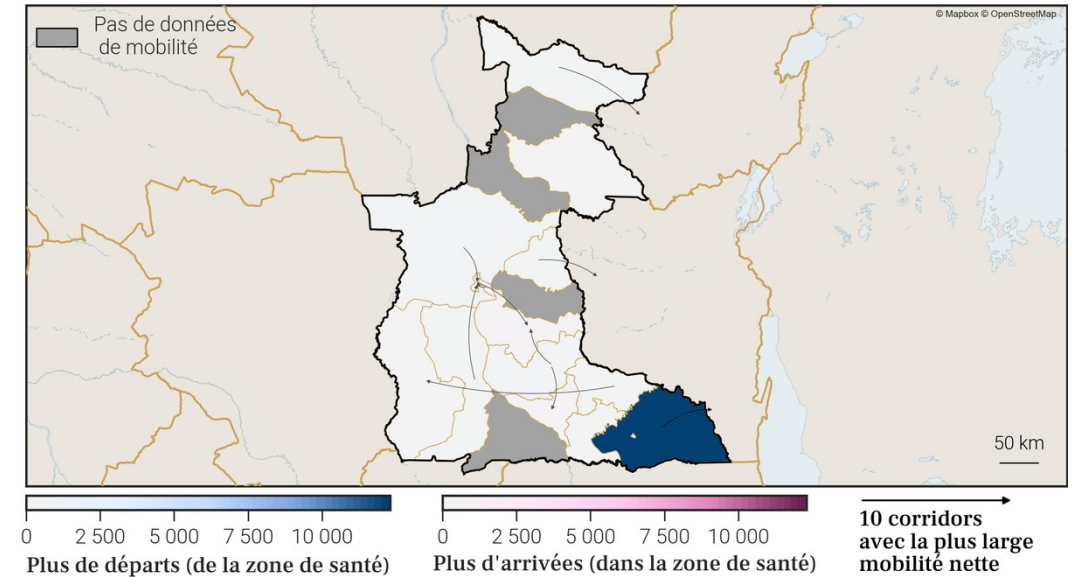 Pas de données
de mobilité
© Mapbox © OpenStreetMap
50 km
0 2 500 5 000 7 500 10 000
Plus de départs (de la zone de santé)
0 2 500 5 000 7 500 10 000
Plus d'arrivées (dans la zone de santé)
10 corridors
avec la plus large
mobilité nette